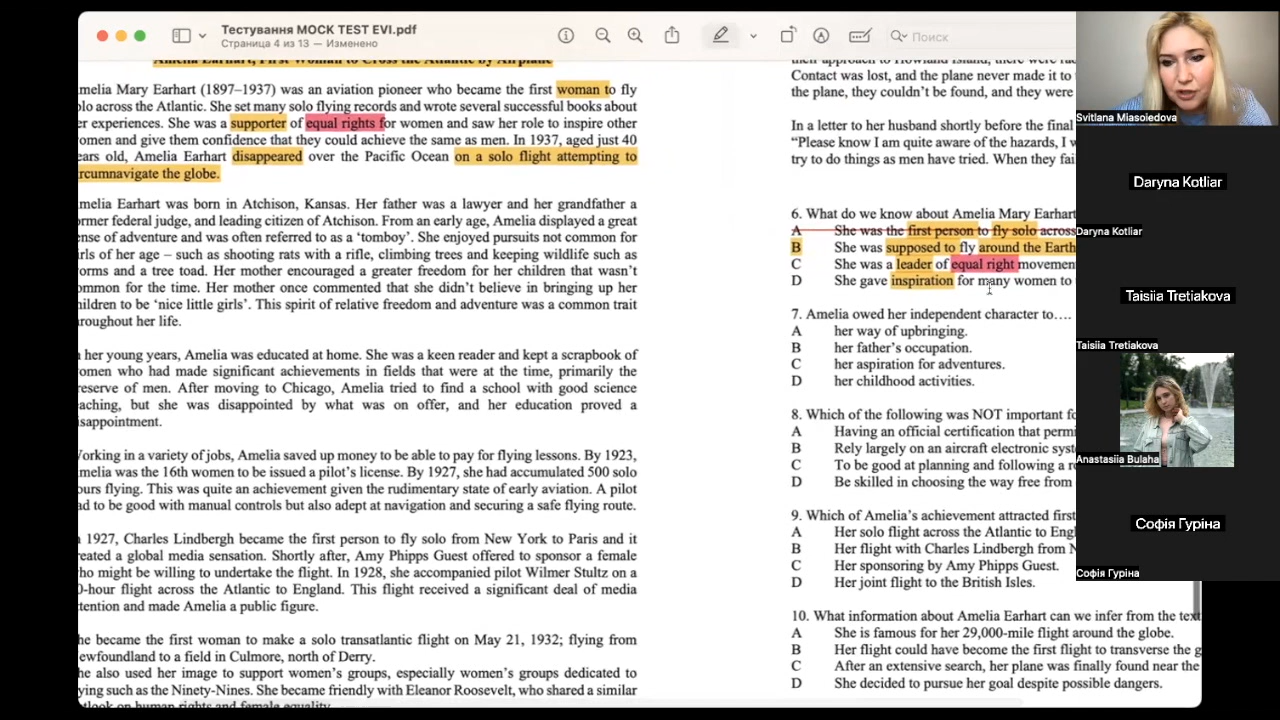 Тестування MOCK TEST EVI.pdf
Страница 4 из 13 — Изменено
Поиск
Amelia Earhart, First Woman to Cross the Atlantic by Airplane
melia Mary Earhart (1897–1937) was an aviation pioneer who became the first woman to fly
olo across the Atlantic. She set many solo flying records and wrote several successful books about
er experiences. She was a supporter of equal rights for women and saw her role to inspire other
omen and give them confidence that they could achieve the same as men. In 1937, aged just 40
ears old, Amelia Earhart disappeared over the Pacific Ocean on a solo flight attempting to
rcumnavigate the globe.
melia Earhart was born in Atchison, Kansas. Her father was a lawyer and her grandfather a
ormer federal judge, and leading citizen of Atchison. From an early age, Amelia displayed a great
ense of adventure and was often referred to as a ‘tomboy’. She enjoyed pursuits not common for
irls of her age – such as shooting rats with a rifle, climbing trees and keeping wildlife such as
orms and a tree toad. Her mother encouraged a greater freedom for her children that wasn’t
ommon for the time. Her mother once commented that she didn’t believe in bringing up her
hildren to be ‘nice little girls’. This spirit of relative freedom and adventure was a common trait
hroughout her life.
her young years, Amelia was educated at home. She was a keen reader and kept a scrapbook of
omen who had made significant achievements in fields that were at the time, primarily the
reserve of men. After moving to Chicago, Amelia tried to find a school with good science
eaching, but she was disappointed by what was on offer, and her education proved a
isappointment.
Working in a variety of jobs, Amelia saved up money to be able to pay for flying lessons. By 1923,
melia was the 16th women to be issued a pilot’s license. By 1927, she had accumulated 500 solo
ours flying. This was quite an achievement given the rudimentary state of early aviation. A pilot
ad to be good with manual controls but also adept at navigation and securing a safe flying route.
1927, Charles Lindbergh became the first person to fly solo from New York to Paris and it
reated a global media sensation. Shortly after, Amy Phipps Guest offered to sponsor a female
ho might be willing to undertake the flight. In 1928, she accompanied pilot Wilmer Stultz on a
0-hour flight across the Atlantic to England. This flight received a significant deal of media
ttention and made Amelia a public figure.
he became the first woman to make a solo transatlantic flight on May 21, 1932; flying from
ewfoundland to a field in Culmore, north of Derry.
he also used her image to support women’s groups, especially women’s groups dedicated to
ying such as the Ninety-Nines. She became friendly with Eleanor Roosevelt, who shared a similar
utlook on human rights and female equality.
their approach to Howland Island, there were
Contact was lost, and the plane never made it to
the plane, they couldn’t be found, and they were
In a letter to her husband shortly before the final
“Please know I am quite aware of the hazards, I w
try to do things as men have tried. When they fai
6. What do we know about Amelia Mary Earhart
A She was the first person to fly solo across
B She was supposed to fly around the Earth
C She was a leader of equal right movemen
D She gave inspiration for many women to
7. Amelia owed her independent character to….
A her way of upbringing.
B her father’s occupation.
C her aspiration for adventures.
D her childhood activities.
8. Which of the following was NOT important fo
A Having an official certification that permi
B Rely largely on an aircraft electronic syst
C To be good at planning and following a r
D Be skilled in choosing the way free from
9. Which of Amelia’s achievement attracted first
A Her solo flight across the Atlantic to Engl
B Her flight with Charles Lindbergh from N
C Her sponsoring by Amy Phipps Guest.
D Her joint flight to the British Isles.
10. What information about Amelia Earhart can we infer from the text
A She is famous for her 29,000-mile flight around the globe.
B Her flight could have become the first flight to transverse the g
C After an extensive search, her plane was finally found near the
D She decided to pursue her goal despite possible dangers.
Svitlana Miasoiedova
Daryna Kotliar
Daryna Kotliar
Taisiia Tretiakova
Taisiia Tretiakova
Anastasiia Bulaha
Софія Гуріна
Софія Гуріна